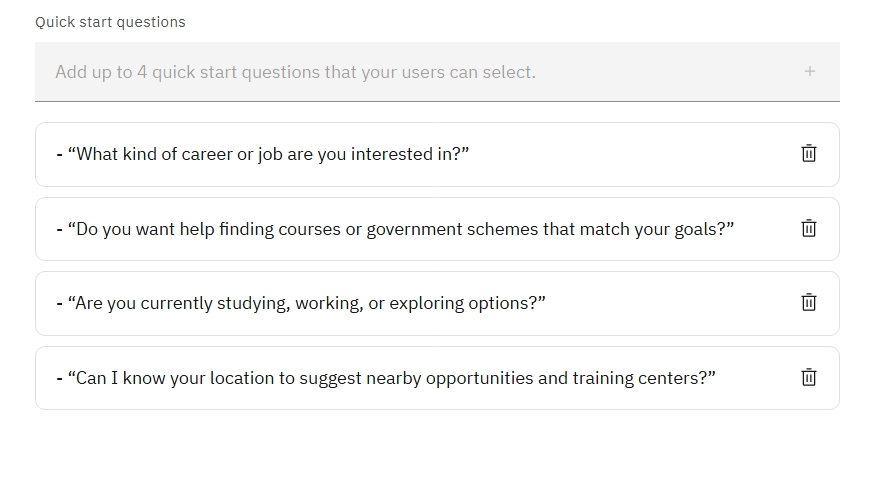 Quick start questions
Add up to 4 quick start questions that your users can select.
- “What kind of career or job are you interested in?”
- “Do you want help finding courses or government schemes that match your goals?”
- “Are you currently studying, working, or exploring options?”
- “Can I know your location to suggest nearby opportunities and training centers?”